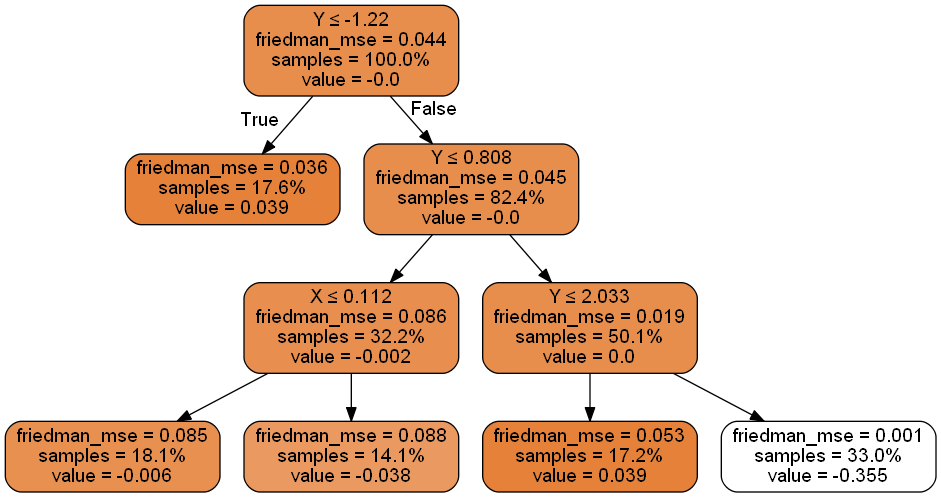 Y ≤ -1.22
friedman_mse = 0.044
samples = 100.0%
value = -0.0
True
False
friedman_mse = 0.036
samples = 17.6%
value = 0.039
Y ≤ 0.808
friedman_mse = 0.045
samples = 82.4%
value = -0.0
X ≤ 0.112
friedman_mse = 0.086
samples = 32.2%
value = -0.002
Y ≤ 2.033
friedman_mse = 0.019
samples = 50.1%
value = 0.0
friedman_mse = 0.085
samples = 18.1%
value = -0.006
friedman_mse = 0.088
samples = 14.1%
value = -0.038
friedman_mse = 0.053
samples = 17.2%
value = 0.039
friedman_mse = 0.001
samples = 33.0%
value = -0.355